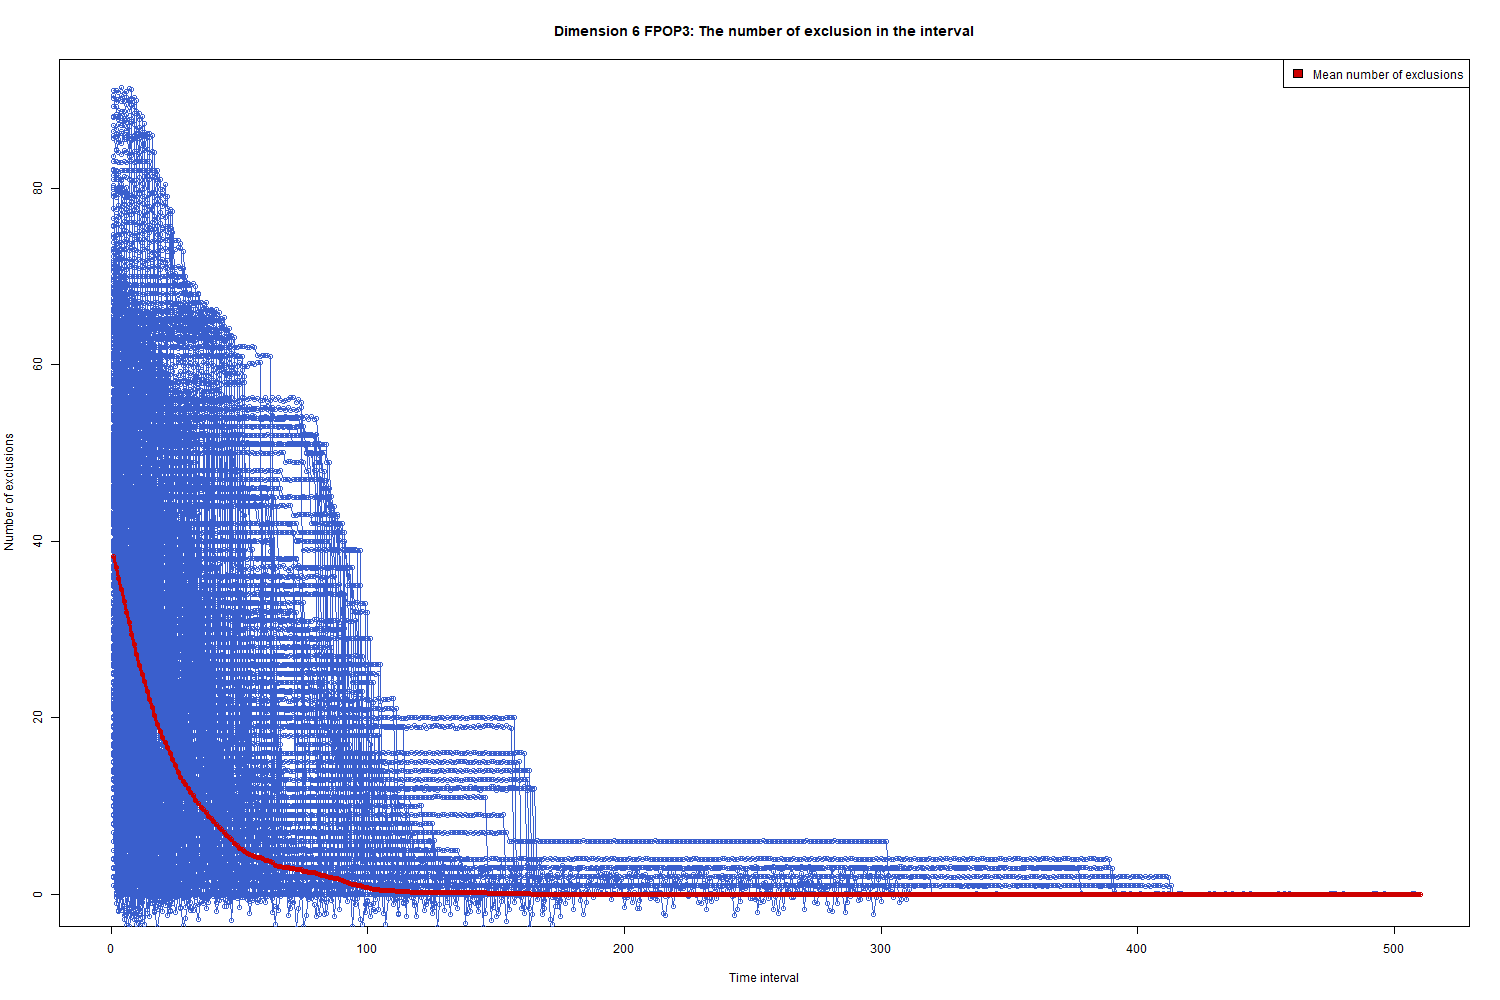 Dimension 6 FPOP3: The number of exclusion in the interval
Mean number of exclusions
Number of exclusions
80
60
40
20
0
0 100 200 300 400 500
Time interval